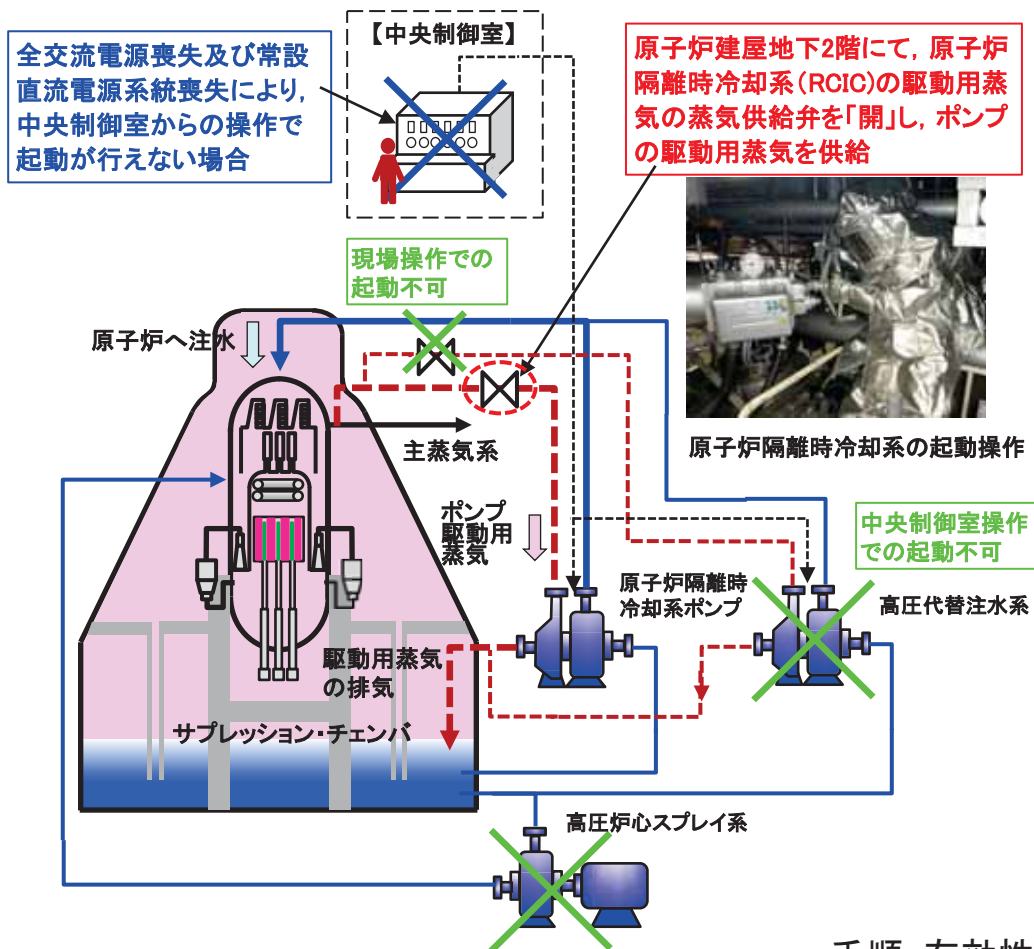 全交流電源喪失及び常設
直流電源系統喪失により,
中央制御室からの操作で
起動が行えない場合
【中央制御室】
原子炉建屋地下2階にて，原子炉
隔離時冷却系(RCIC)の駆動用蒸
気の蒸気供給弁を「開」し，ポンプ
の駆動用蒸気を供給
現場操作での
起動不可
原子炉へ注水
主蒸気系
原子炉隔離時冷却系の起動操作
ポンプ
駆動用
蒸気
中央制御室操作
での起動不可
原子炉隔離時
冷却系ポンプ
高圧代替注水系
駆動用蒸気
の排気
サプレッション・チェンバ
高圧炉心スプレイ系